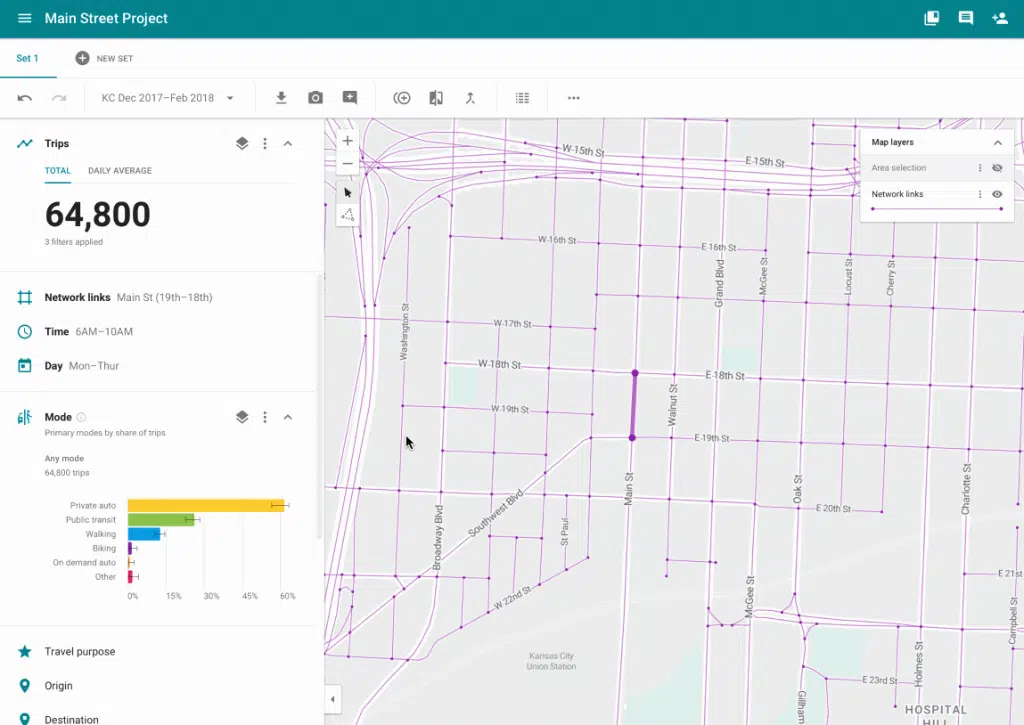 Main Street Project
Set 1
NEW SET
KC Dec 2017–Feb 2018
Trips
TOTAL
DAILY AVERAGE
64,800
3 filters applied
Network links Main St (19th–18th)
Time 6AM–10AM
Day Mon–Thur
Mode
Primary modes by share of trips
Any mode
64,800 trips
Private auto
Public transit
Walking
Biking
On demand auto
Other
0% 15% 30% 45% 60%
Travel purpose
Origin
Destination
Map layers
Area selection
Network links
W 15th St
E 15th St
W 16th St
E 16th St
Grand Blvd
McGee St
Locust St
Cherry St
Washington St
W 17th St
W 18th St
E 18th St
Walnut St
W 19th St
E 19th St
Main St
Oak St
Charlotte St
Southwest Blvd
E 20th St
Broadway Blvd
St Paul
E 21st
W 22nd St
McGee St
Campbell St
Kansas City
Union Station
Holmes St
E 23rd St
Gillham
HOSPITAL
HILL